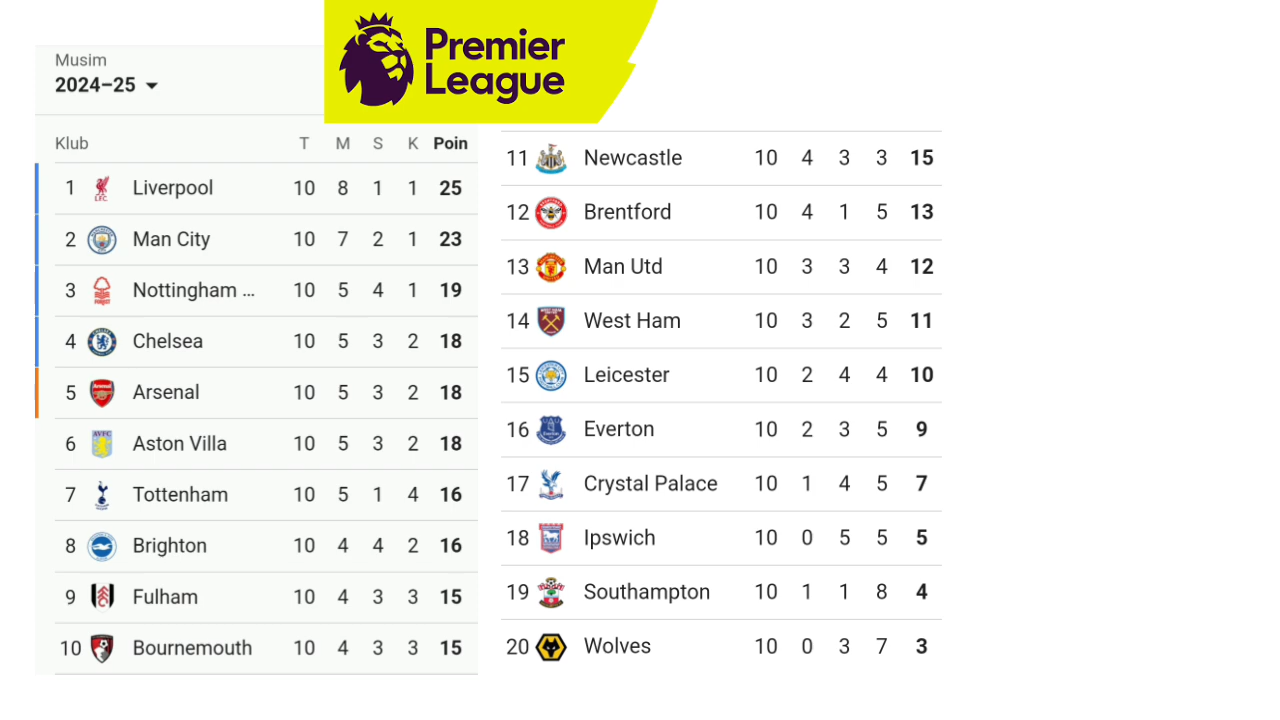 Premier
League
Musim
2024–25
Klub T M S K Poin
1 Liverpool 10 8 1 1 25
2 Man City 10 7 2 1 23
3 Nottingham ... 10 5 4 1 19
4 Chelsea 10 5 3 2 18
5 Arsenal 10 5 3 2 18
6 Aston Villa 10 5 3 2 18
7 Tottenham 10 5 1 4 16
8 Brighton 10 4 4 2 16
9 Fulham 10 4 3 3 15
10 Bournemouth 10 4 3 3 15
11 Newcastle 10 4 3 3 15
12 Brentford 10 4 1 5 13
13 Man Utd 10 3 3 4 12
14 West Ham 10 3 2 5 11
15 Leicester 10 2 4 4 10
16 Everton 10 2 3 5 9
17 Crystal Palace 10 1 4 5 7
18 Ipswich 10 0 5 5 5
19 Southampton 10 1 1 8 4
20 Wolves 10 0 3 7 3